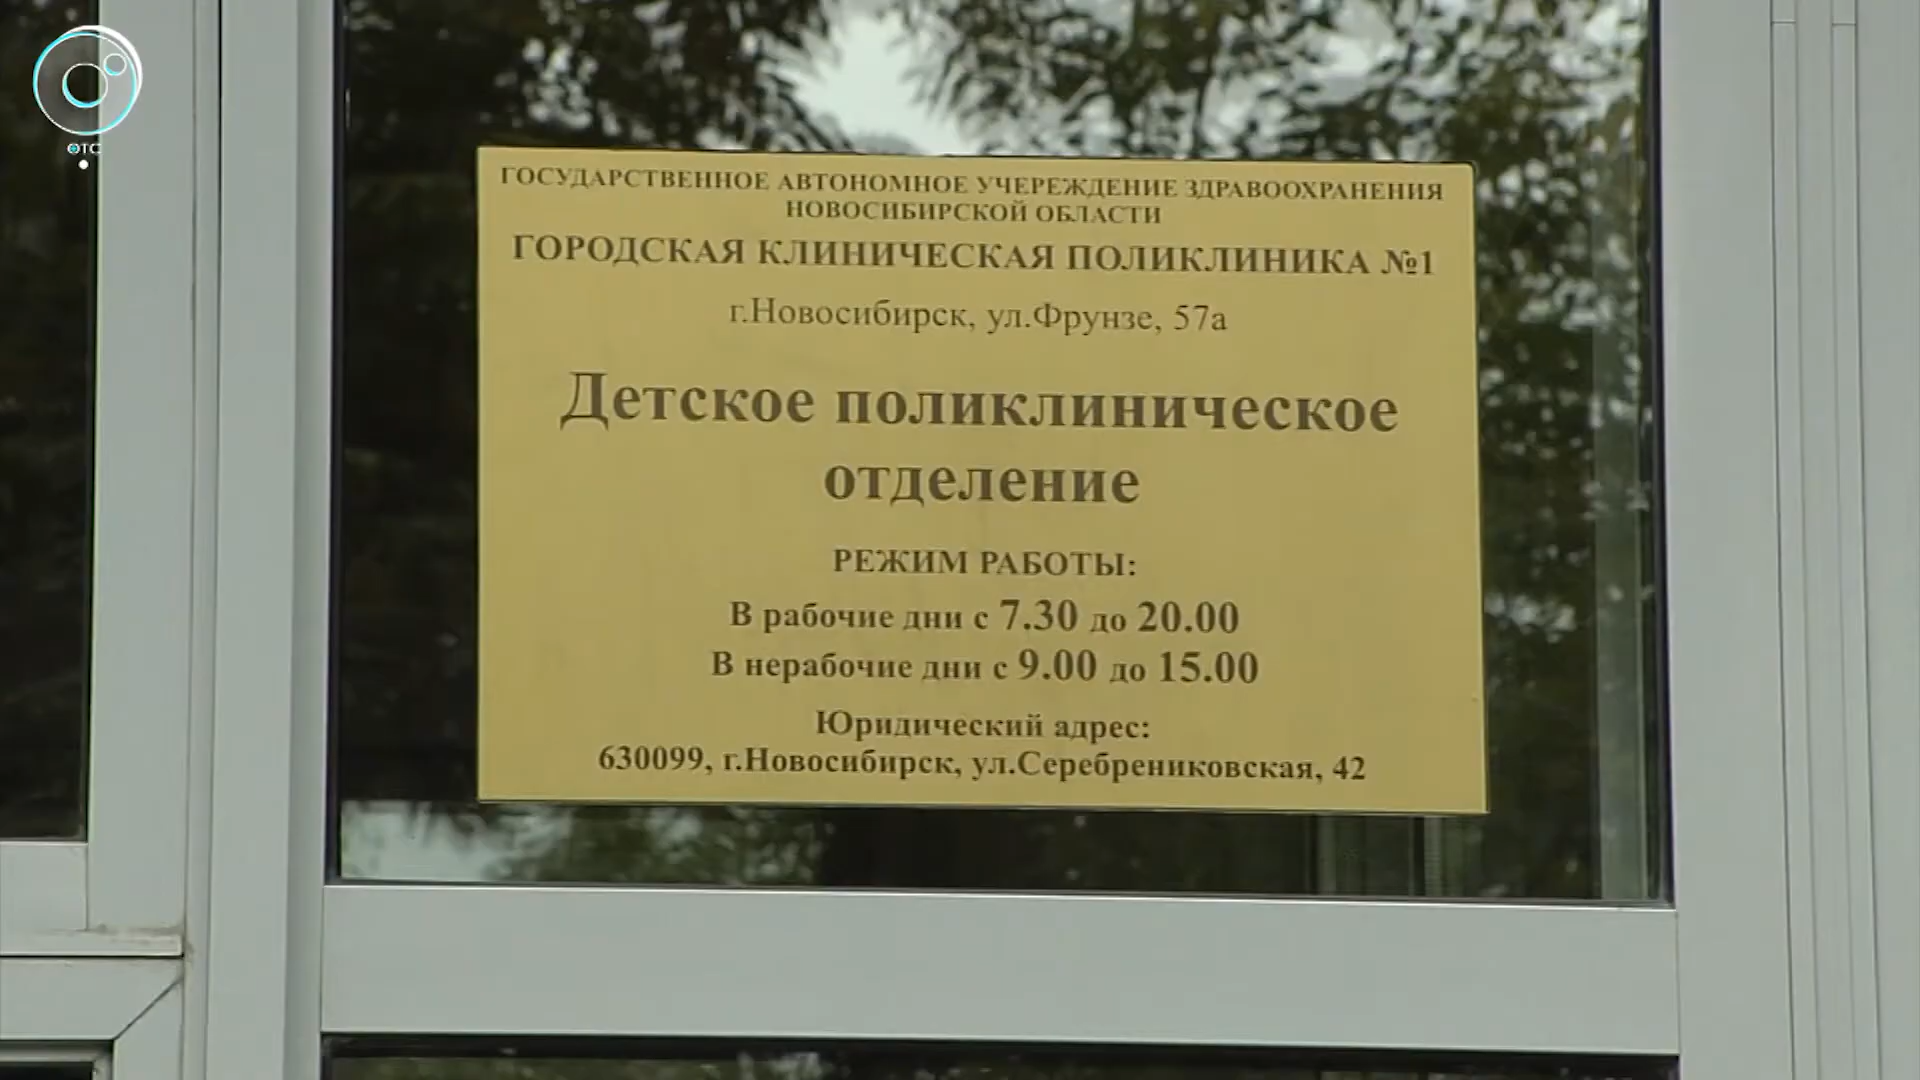 ОТС
ГОСУДАРСТВЕННОЕ АВТОНОМНОЕ УЧЕРЕЖДЕНИЕ ЗДРАВООХРАНЕНИЯ
НОВОСИБИРСКОЙ ОБЛАСТИ
ГОРОДСКАЯ КЛИНИЧЕСКАЯ ПОЛИКЛИНИКА №1
г.Новосибирск, ул.Фрунзе, 57а
Детское поликлиническое
отделение
РЕЖИМ РАБОТЫ:
В рабочие дни с 7.30 до 20.00
В нерабочие дни с 9.00 до 15.00
Юридический адрес:
630099, г.Новосибирск, ул.Серебрениковская, 42